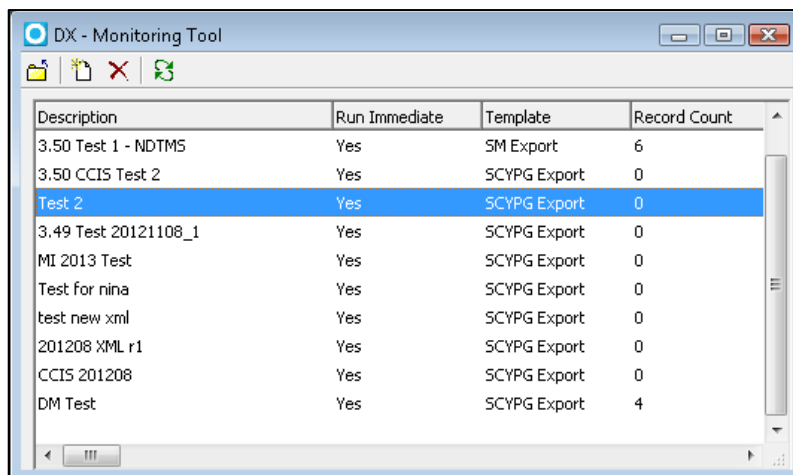 DX - Monitoring Tool
Description Run Immediate Template Record Count
3.50 Test 1 - NDTMS Yes SM Export 6
3.50 CCIS Test 2 Yes SCYPG Export 0
Test 2 Yes SCYPG Export 0
3.49 Test 20121108_1 Yes SCYPG Export 0
MI 2013 Test Yes SCYPG Export 0
Test for nina Yes SCYPG Export 0
test new xml Yes SCYPG Export 0
201208 XML r1 Yes SCYPG Export 0
CCIS 201208 Yes SCYPG Export 0
DM Test Yes SCYPG Export 4